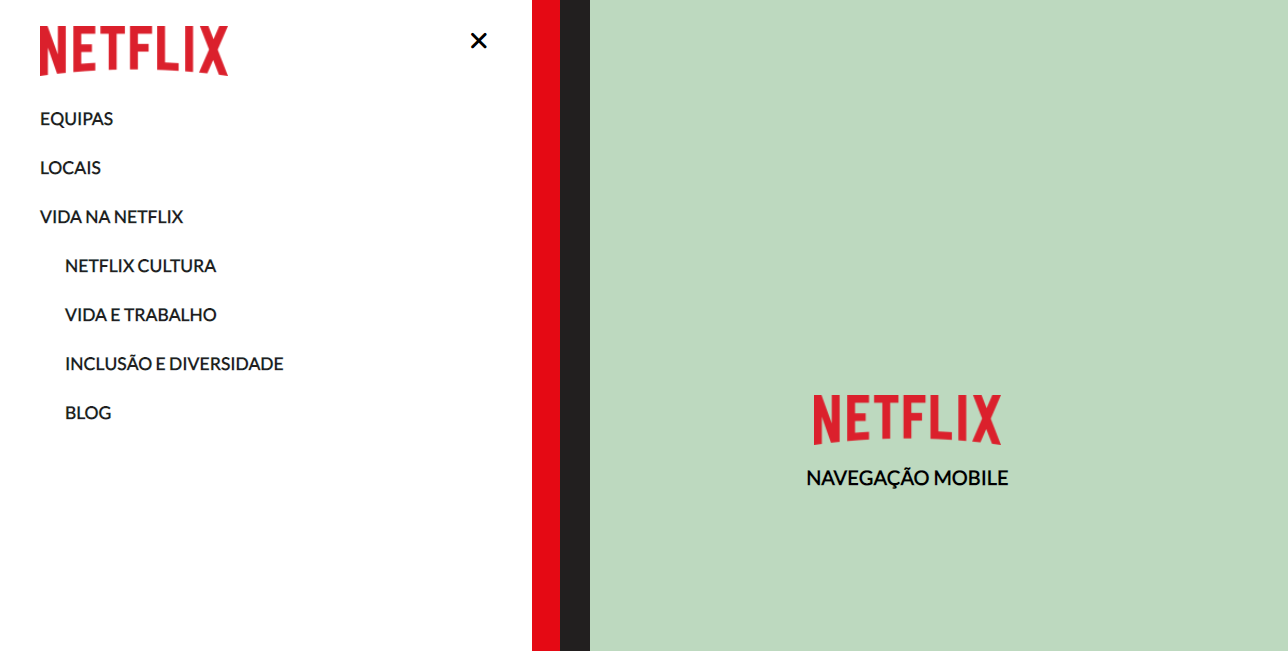 NETFLIX
EQUIPAS
LOCAIS
VIDA NA NETFLIX
NETFLIX CULTURA
VIDA E TRABALHO
INCLUSÃO E DIVERSIDADE
BLOG
NETFLIX
NAVEGAÇÃO MOBILE